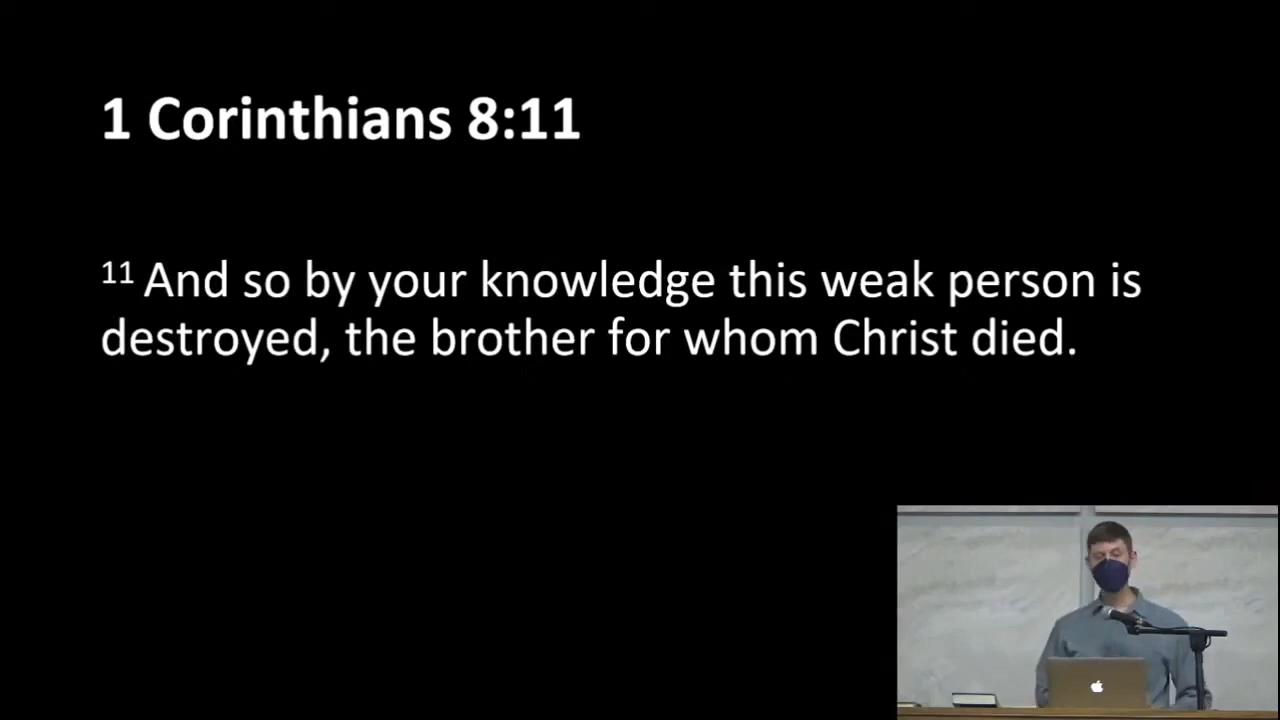 1 Corinthians 8:11
11 And so by your knowledge this weak person is
destroyed, the brother for whom Christ died.